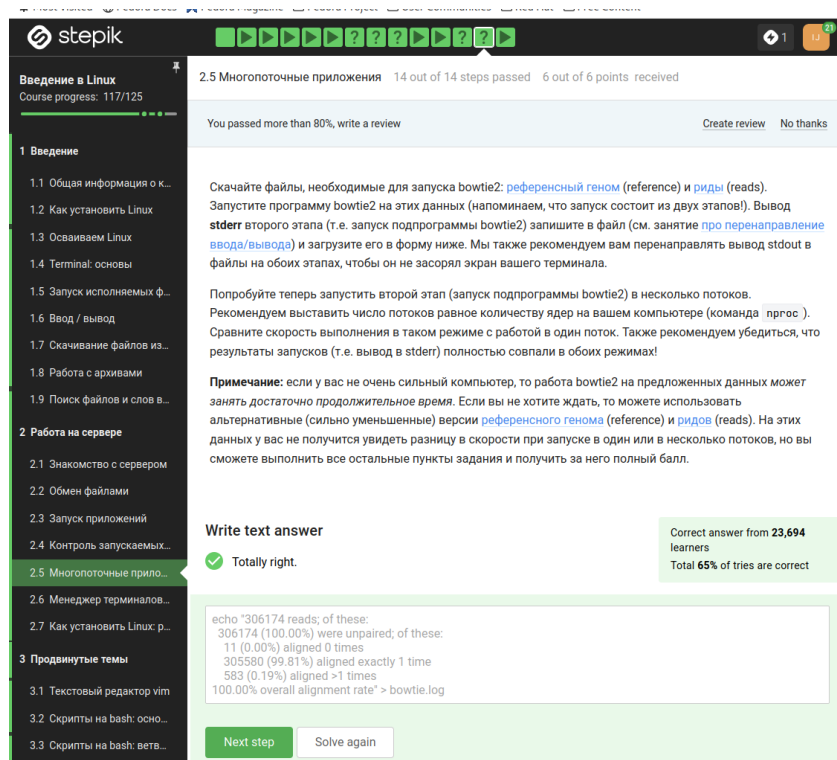 Most Visited Fedora Docs Fedora Magazine Fedora Project User Communities Red Hat Free Content
stepik
? ? ? ? ?
1
IJ
21
Введение в Linux
Course progress: 117/125
1 Введение
1.1 Общая информация о к...
1.2 Как установить Linux
1.3 Осваиваем Linux
1.4 Terminal: основы
1.5 Запуск исполняемых ф...
1.6 Ввод / вывод
1.7 Скачивание файлов из...
1.8 Работа с архивами
1.9 Поиск файлов и слов в...
2 Работа на сервере
2.1 Знакомство с сервером
2.2 Обмен файлами
2.3 Запуск приложений
2.4 Контроль запускаемых...
2.5 Многопоточные прило...
2.6 Менеджер терминалов...
2.7 Как установить Linux: р...
3 Продвинутые темы
3.1 Текстовый редактор vim
3.2 Скрипты на bash: осно...
3.3 Скрипты на bash: ветв...
2.5 Многопоточные приложения 14 out of 14 steps passed 6 out of 6 points received
You passed more than 80%, write a review
Create review No thanks
Скачайте файлы, необходимые для запуска bowtie2: референсный геном (reference) и риды (reads).
Запустите программу bowtie2 на этих данных (напоминаем, что запуск состоит из двух этапов!). Вывод
stderr второго этапа (т.е. запуск подпрограммы bowtie2) запишите в файл (см. занятие про перенаправление
ввода/вывода) и загрузите его в форму ниже. Мы также рекомендуем вам перенаправлять вывод stdout в
файлы на обоих этапах, чтобы он не засорял экран вашего терминала.
Попробуйте теперь запустить второй этап (запуск подпрограммы bowtie2) в несколько потоков.
Рекомендуем выставить число потоков равное количеству ядер на вашем компьютере (команда nproc ).
Сравните скорость выполнения в таком режиме с работой в один поток. Также рекомендуем убедиться, что
результаты запусков (т.е. вывод в stderr) полностью совпали в обоих режимах!
Примечание: если у вас не очень сильный компьютер, то работа bowtie2 на предложенных данных может
занять достаточно продолжительное время. Если вы не хотите ждать, то можете использовать
альтернативные (сильно уменьшенные) версии референсного генома (reference) и ридов (reads). На этих
данных у вас не получится увидеть разницу в скорости при запуске в один или в несколько потоков, но вы
сможете выполнить все остальные пункты задания и получить за него полный балл.
Write text answer
Totally right.
Correct answer from 23,694
learners
Total 65% of tries are correct
echo "306174 reads; of these:
306174 (100.00%) were unpaired; of these:
11 (0.00%) aligned 0 times
305580 (99.81%) aligned exactly 1 time
583 (0.19%) aligned >1 times
100.00% overall alignment rate" > bowtie.log
Next step Solve again